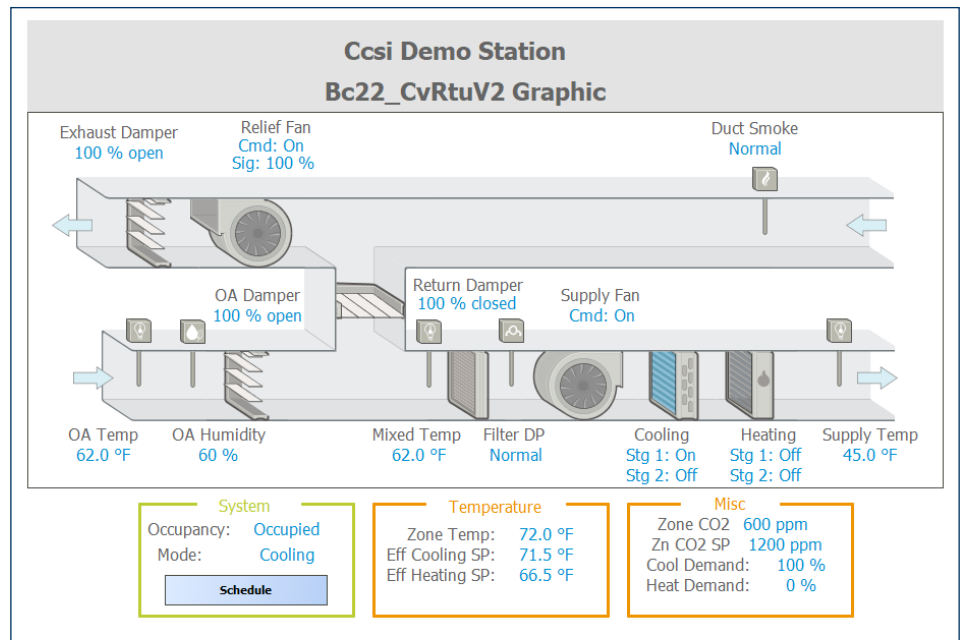 Ccsi Demo Station
Bc22_CvRtuV2 Graphic
Exhaust Damper
100 % open
Relief Fan
Cmd: On
Sig: 100 %
Duct Smoke
Normal
OA Damper
100 % open
Return Damper
100 % closed
Supply Fan
Cmd: On
OA Temp
62.0 °F
OA Humidity
60 %
Mixed Temp
62.0 °F
Filter DP
Normal
Cooling
Stg 1: On
Stg 2: Off
Heating
Stg 1: Off
Stg 2: Off
Supply Temp
45.0 °F
System
Occupancy: Occupied
Mode: Cooling
Schedule
Temperature
Zone Temp: 72.0 °F
Eff Cooling SP: 71.5 °F
Eff Heating SP: 66.5 °F
Misc
Zone CO2 600 ppm
Zn CO2 SP 1200 ppm
Cool Demand: 100 %
Heat Demand: 0 %